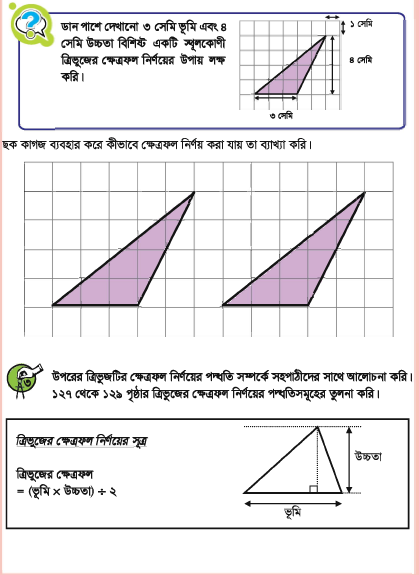 ডান পাশে দেখানো ৩ সেমি ভূমি এবং ৪
সেমি উচ্চতা বিশিষ্ট একটি স্থূলকোণী
ত্রিভুজের ক্ষেত্রফল নির্ণয়ের উপায় লক্ষ
করি।
১ সেমি
৪ সেমি
৩ সেমি
ছক কাগজ ব্যবহার করে কীভাবে ক্ষেত্রফল নির্ণয় করা যায় তা ব্যাখ্যা করি।
৩
উপরের ত্রিভুজটির ক্ষেত্রফল নির্ণয়ের পদ্ধতি সম্পর্কে সহপাঠীদের সাথে আলোচনা করি।
১২৭ থেকে ১২৯ পৃষ্ঠার ত্রিভুজের ক্ষেত্রফল নির্ণয়ের পদ্ধতিসমূহের তুলনা করি।
ত্রিভুজের ক্ষেত্রফল নির্ণয়ের সূত্র
ত্রিভুজের ক্ষেত্রফল
= (ভূমি × উচ্চতা) ÷ ২
উচ্চতা
ভূমি